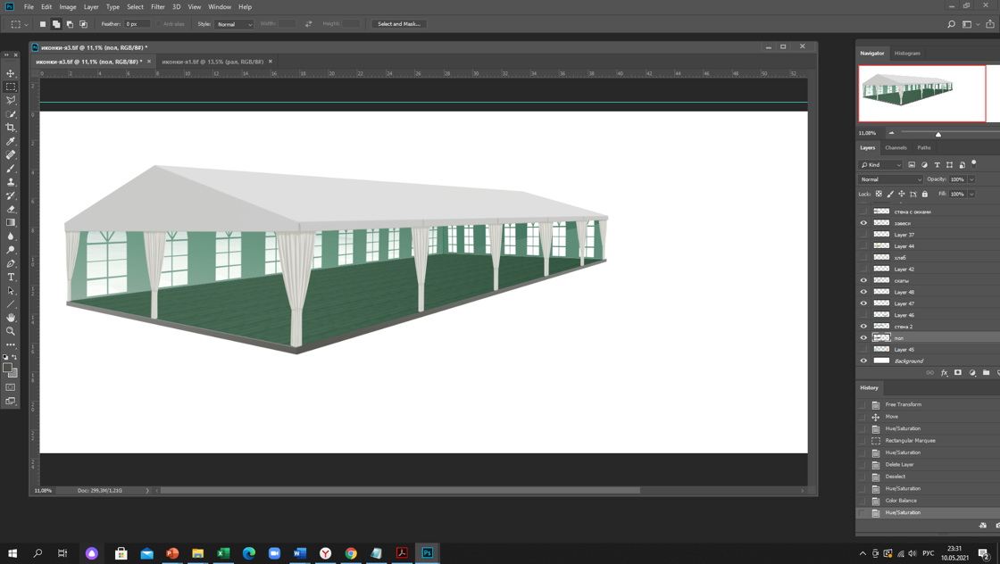 File Edit Image Layer Type Select Filter 3D View Window Help
Feather: 0 px Anti-alias Style: Normal Width: Height: Select and Mask...
иконки-я3.tif @ 11,1% (пол, RGB/8#) *
иконки-я3.tif @ 11,1% (пол, RGB/8#) * × иконки-я1.tif @ 13,5% (рал, RGB/8#) ×
0 2 4 6 8 10 12 14 16 18 20 22 24 26 28 30 32 34 36 38 40 42 44 46 48 50 52
11,08% Doc: 299,3M/1,21G
Navigator Histogram
11,08%
Layers Channels Paths
Kind
Normal Opacity: 100%
Lock: Fill: 100%
стена с окнами
завеси
Layer 37
Layer 44
хлеб
Layer 42
скаты
Layer 48
Layer 47
Layer 46
стена 2
пол
Layer 45
Background
fx
History
Free Transform
Move
Hue/Saturation
Rectangular Marquee
Hue/Saturation
Delete Layer
Deselect
Hue/Saturation
Color Balance
Hue/Saturation
РУС
23:31
10.05.2021
2